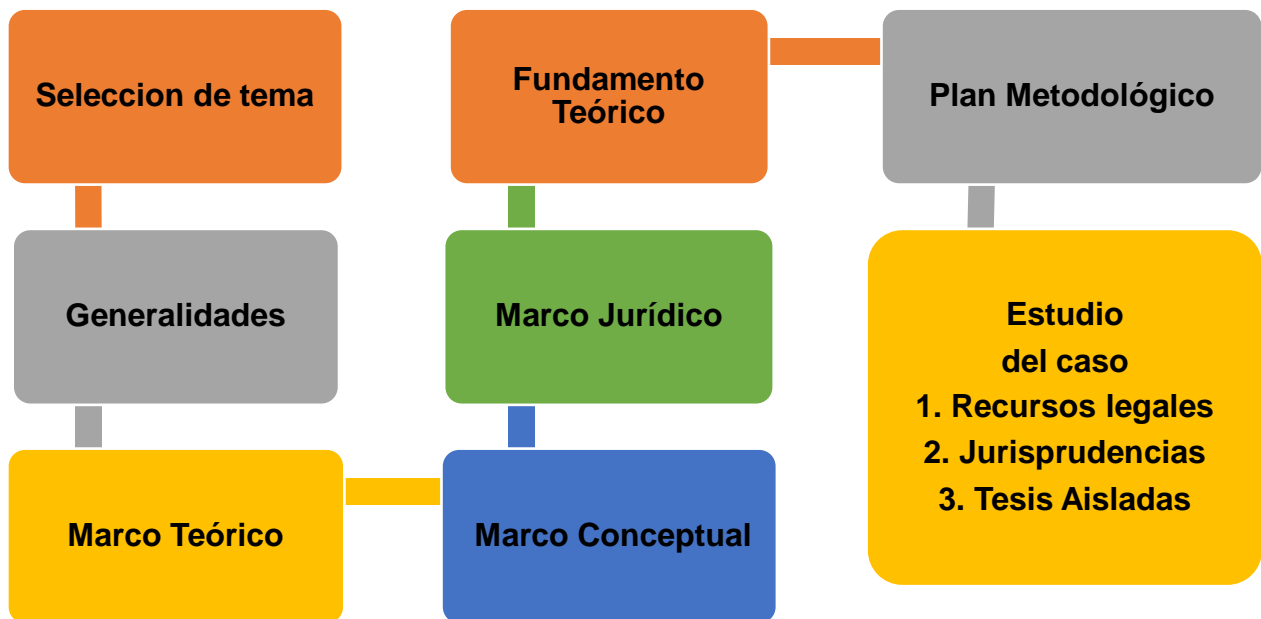 Seleccion de tema
Generalidades
Marco Teórico
Marco Conceptual
Marco Jurídico
Fundamento
Teórico
Plan Metodológico
Estudio
del caso
1. Recursos legales
2. Jurisprudencias
3. Tesis Aisladas